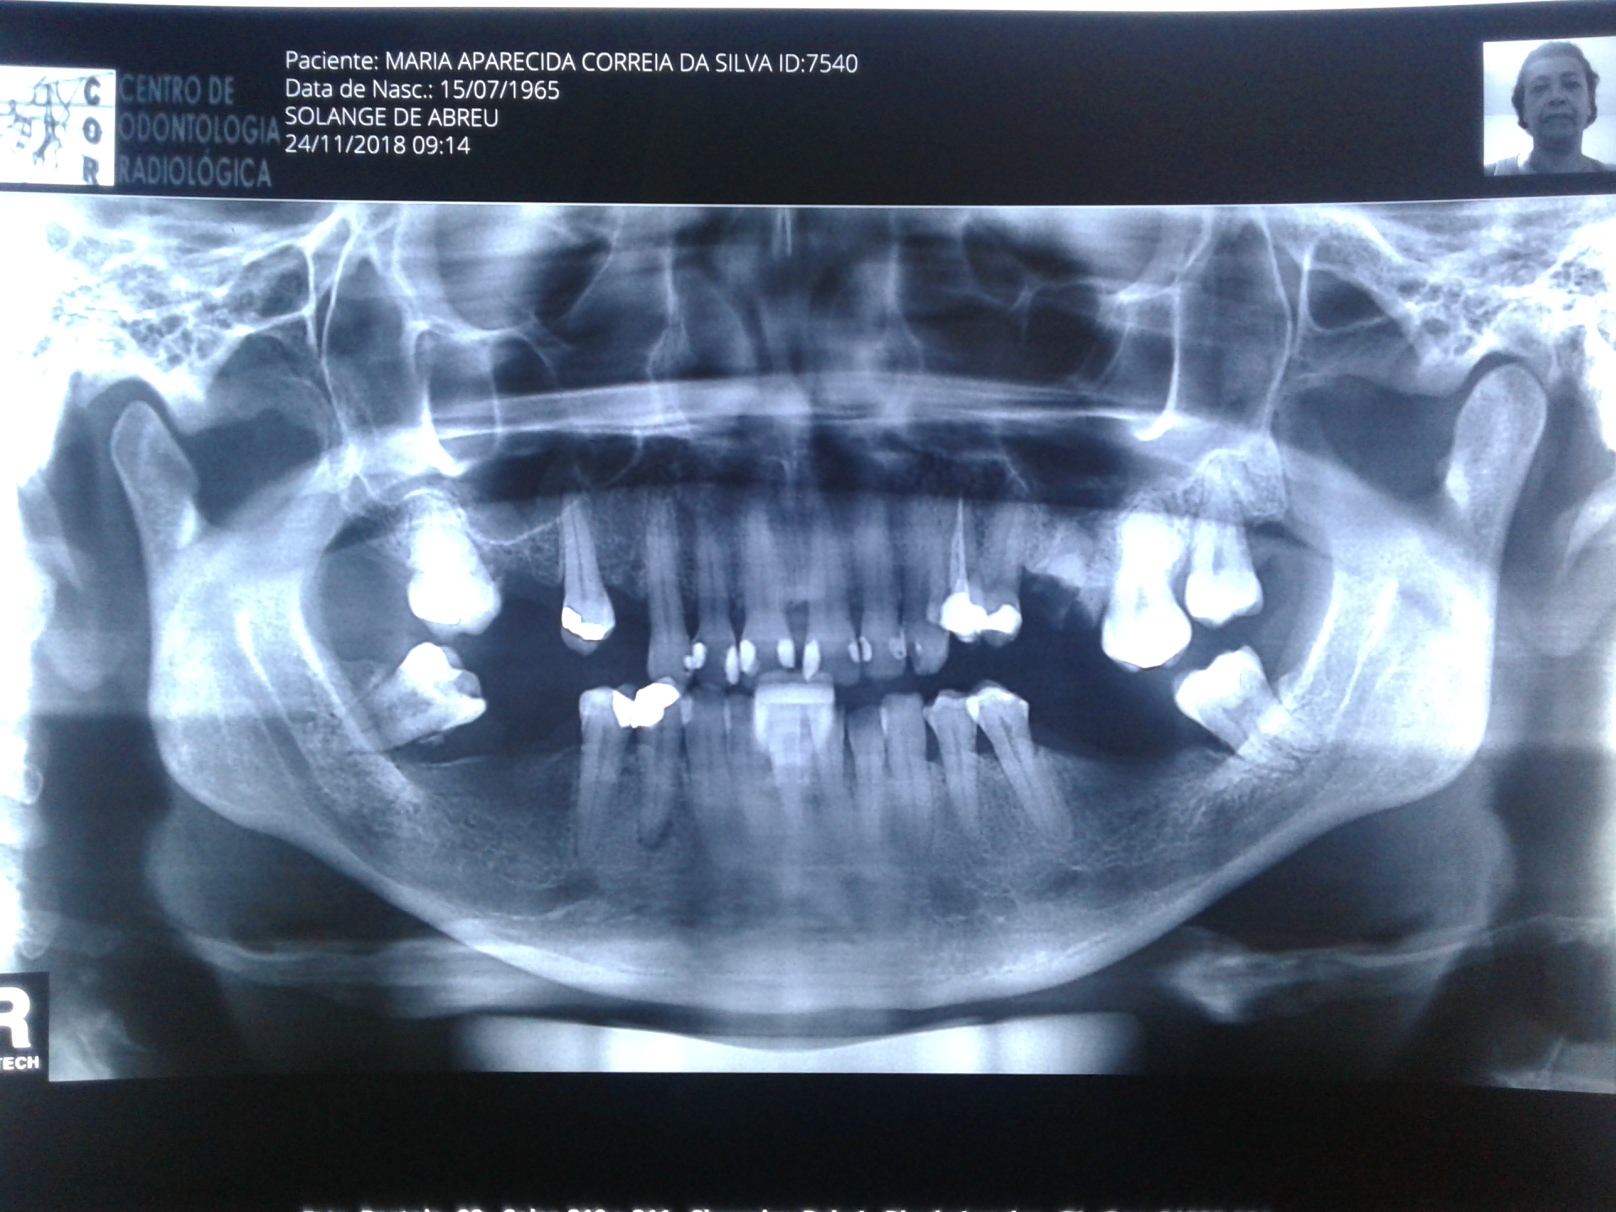 Paciente: MARIA APARECIDA CORREIA DA SILVA ID:7540
Data de Nasc.: 15/07/1965
SOLANGE DE ABREU
24/11/2018 09:14
C CENTRO DE
O ODONTOLOGIA
R RADIOLÓGICA
R
TECH